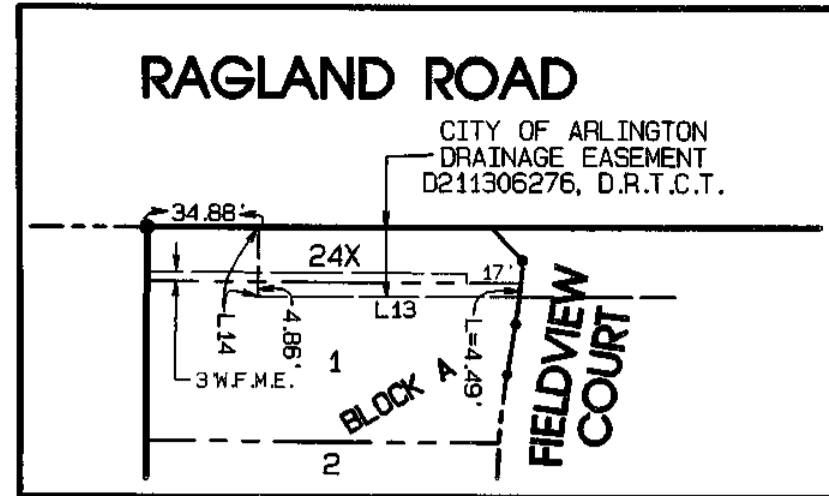 RAGLAND ROAD
CITY OF ARLINGTON
DRAINAGE EASEMENT
D211306276, D.R.T.C.T.
34.88'
24X
17'
L13
L14
4.86'
L=4.49'
3'W.F.M.E.
1
BLOCK A
FIELDVIEW
COURT
2